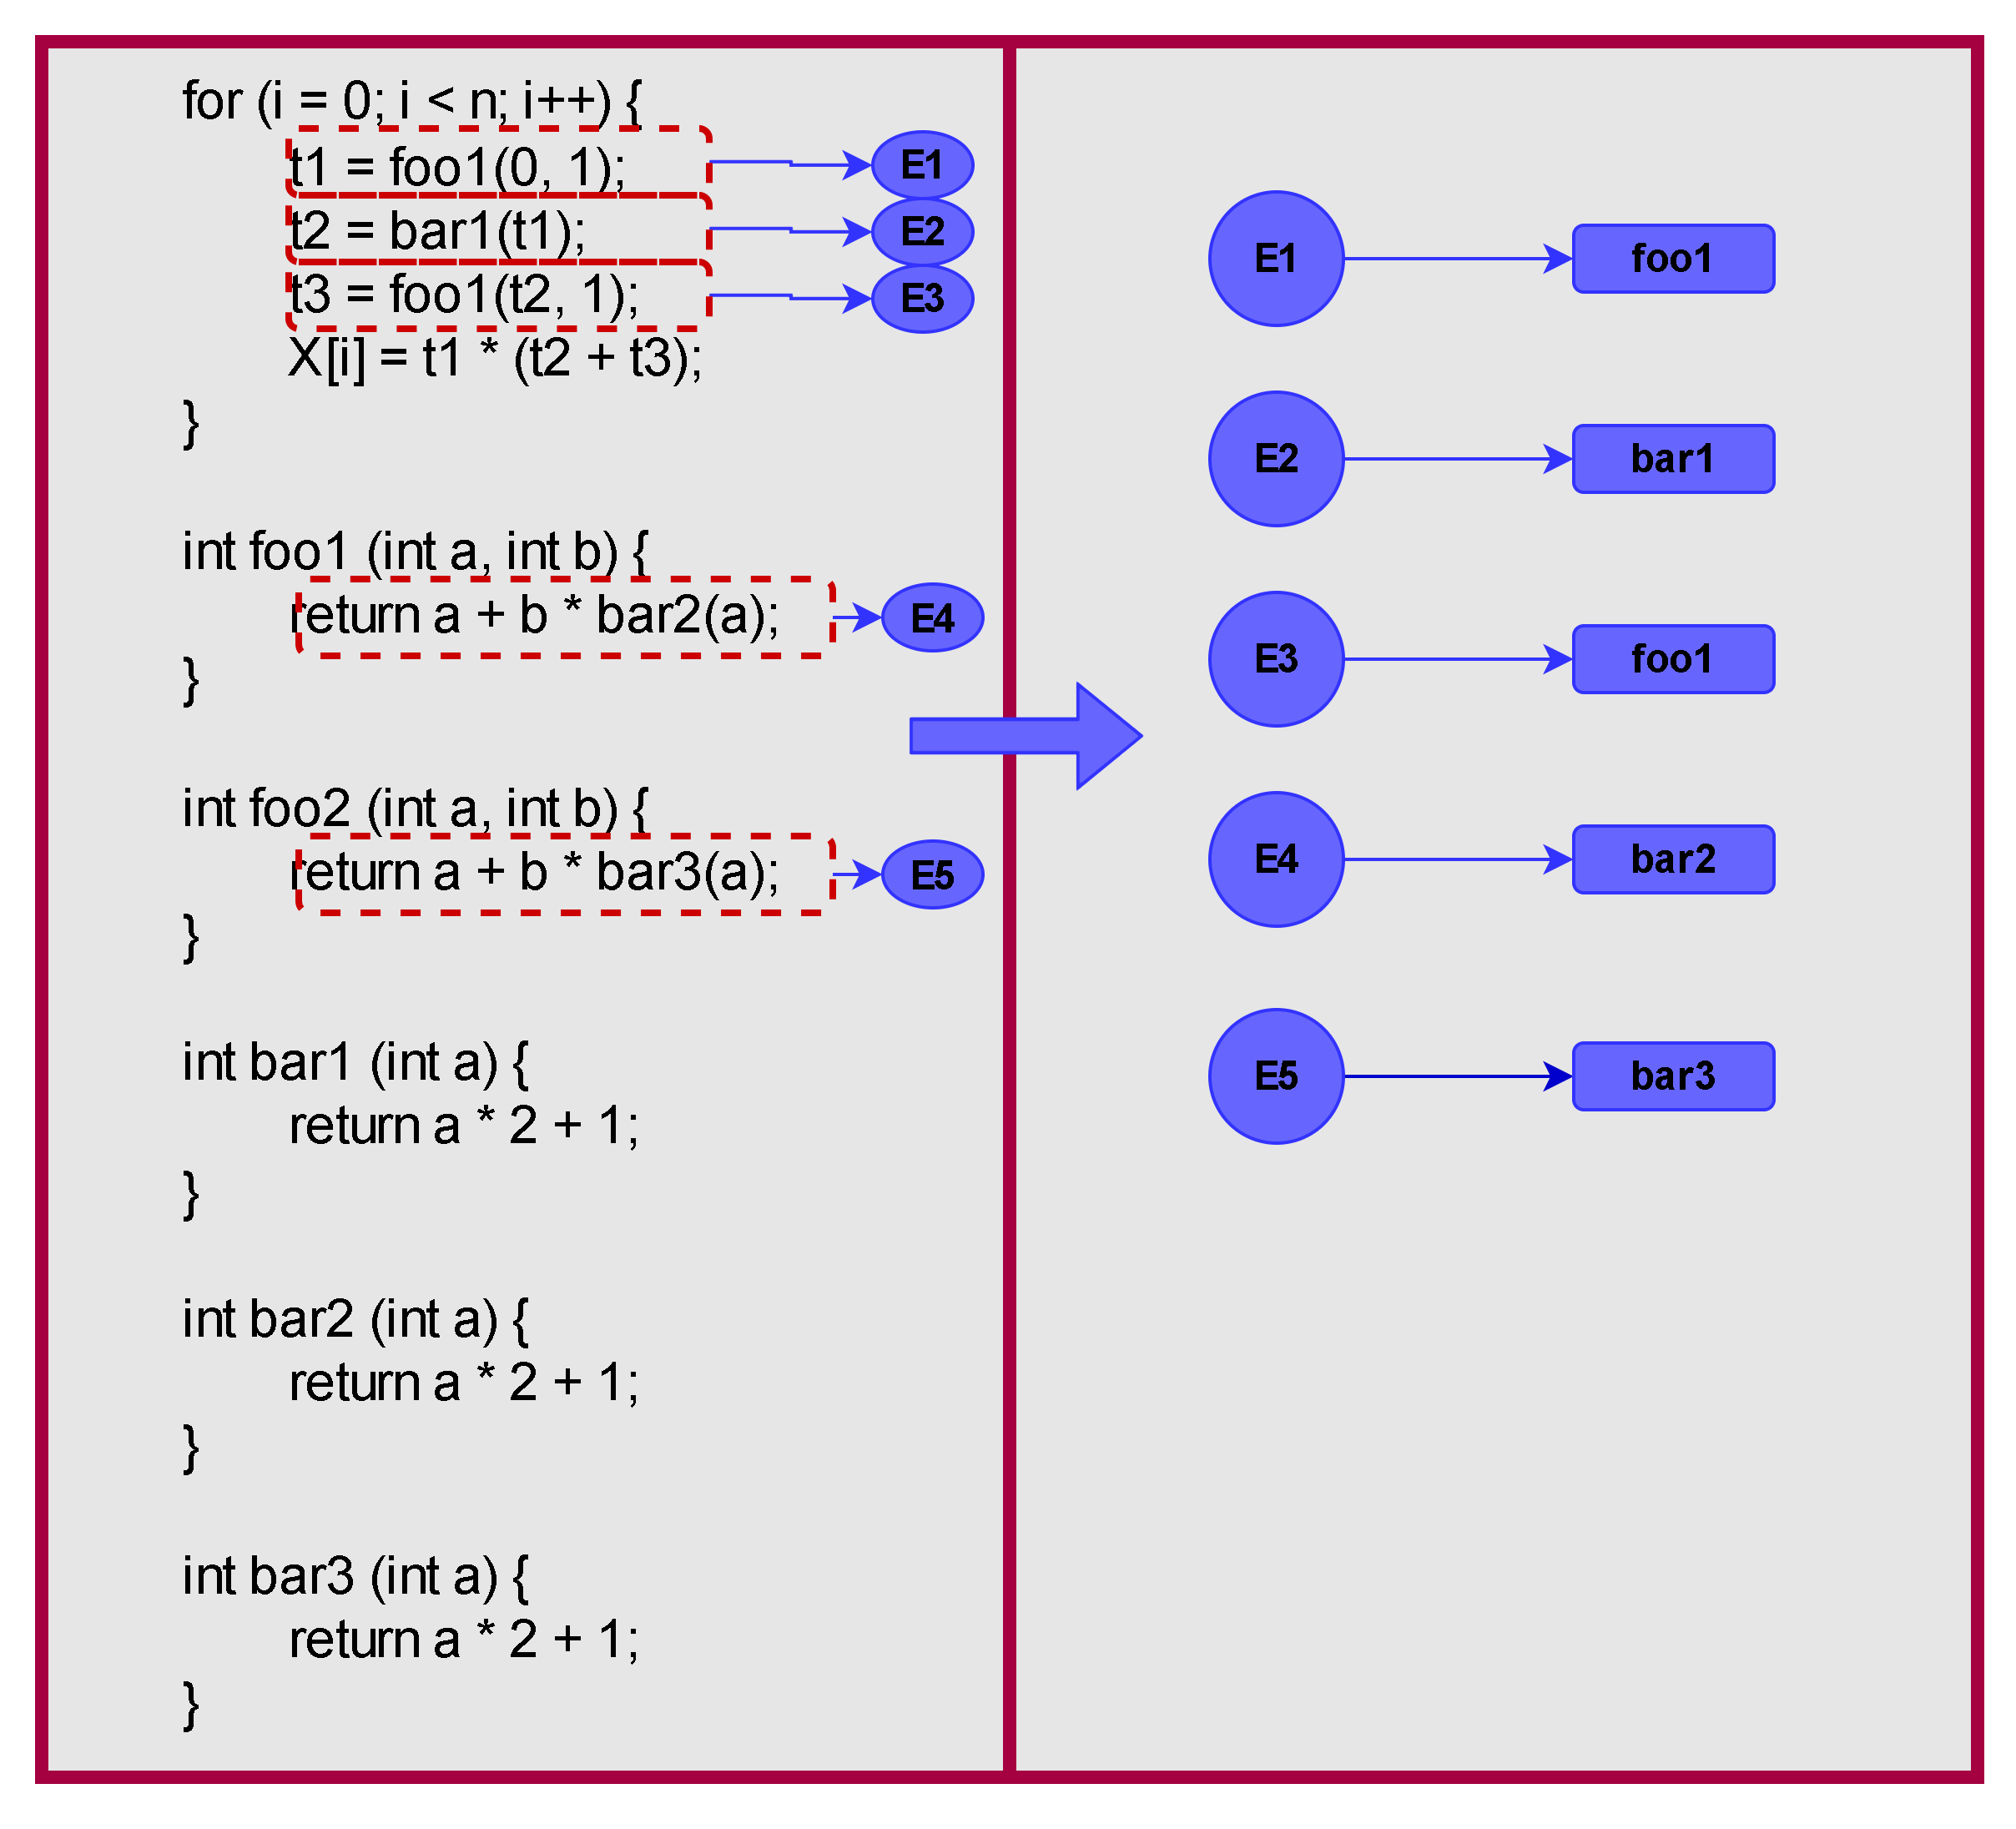 for (i = 0; i < n; i++) {
t1 = foo1(0, 1);
E1
t2 = bar1(t1);
E2
t3 = foo1(t2, 1);
E3
X[i] = t1 * (t2 + t3);
}
int foo1 (int a, int b) {
return a + b * bar2(a);
E4
}
int foo2 (int a, int b) {
return a + b * bar3(a);
E5
}
int bar1 (int a) {
return a * 2 + 1;
}
int bar2 (int a) {
return a * 2 + 1;
}
int bar3 (int a) {
return a * 2 + 1;
}
E1
foo1
E2
bar1
E3
foo1
E4
bar2
E5
bar3